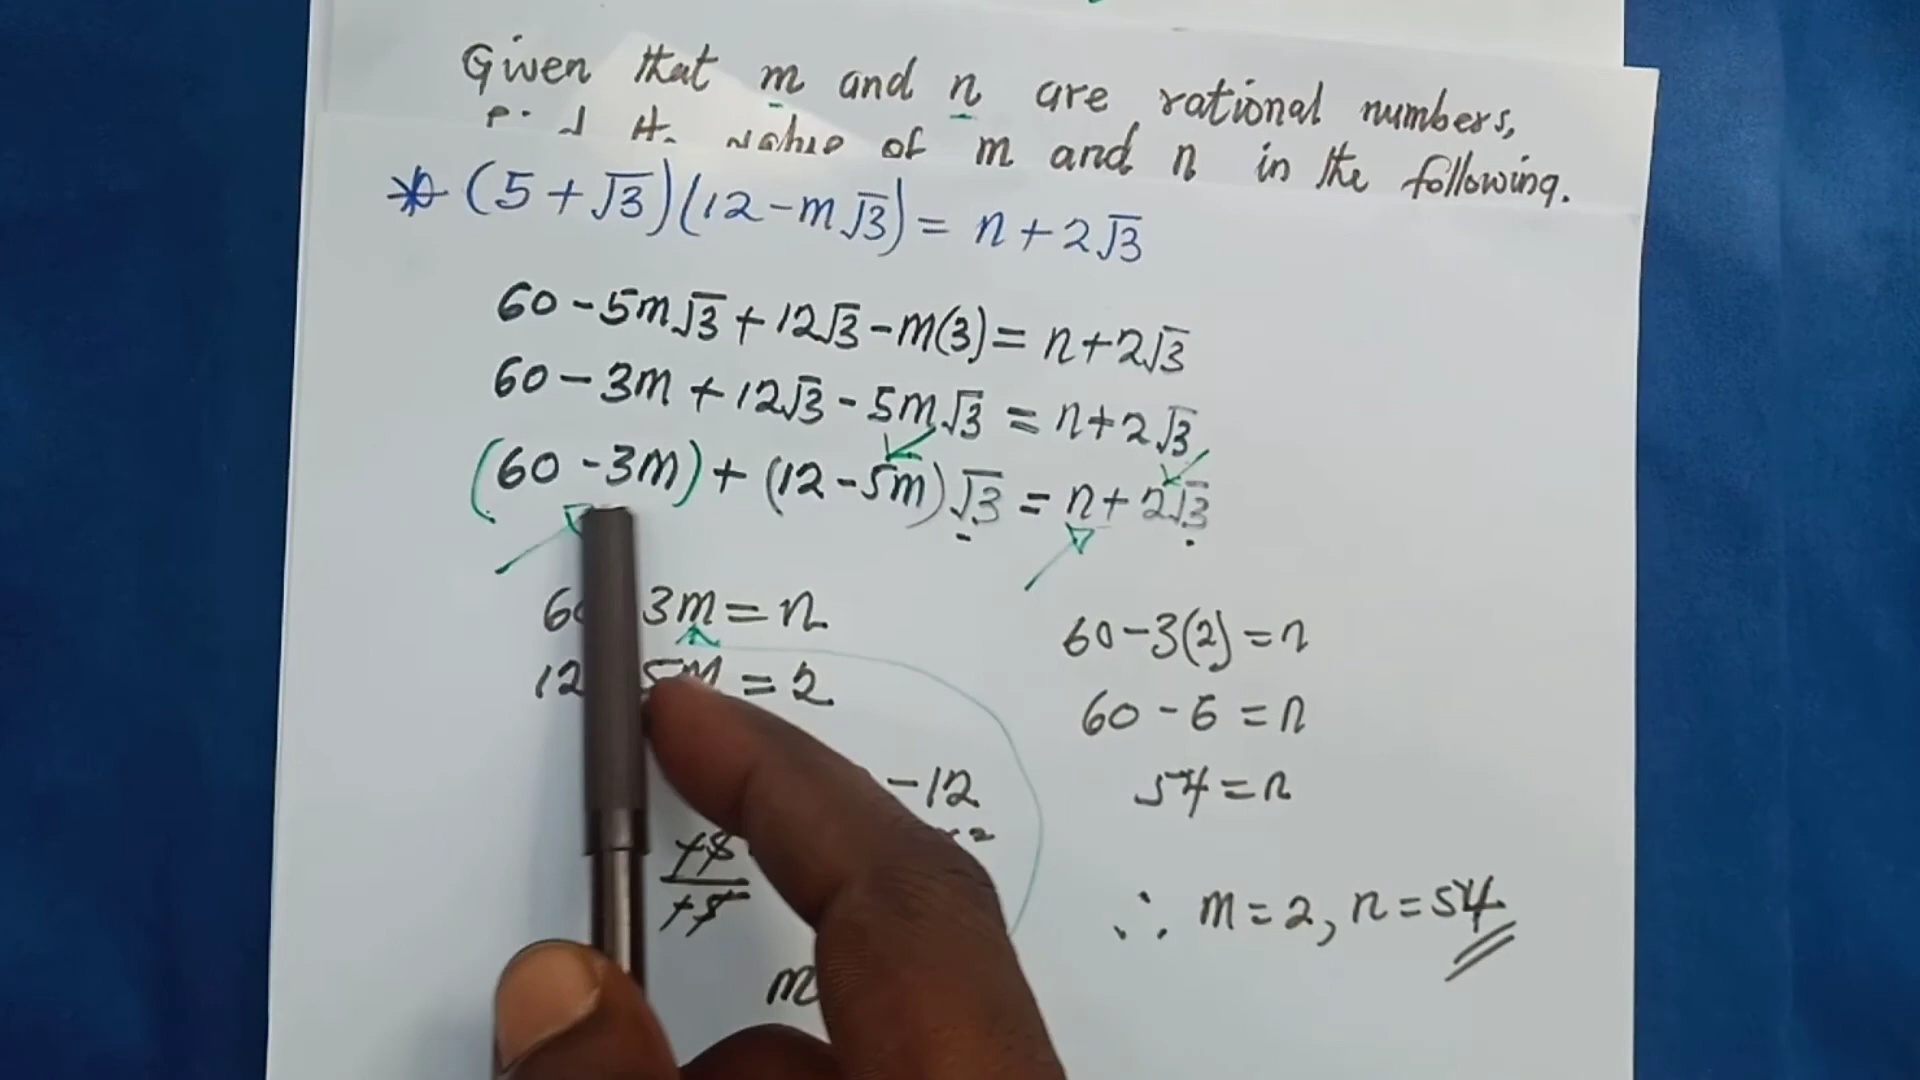 Given that m and n are rational numbers,
of m and n in the following.
* (5+√3)(12-m√3) = n+2√3
60-5m√3+12√3-m(3) = n+2√3
60-3m+12√3-5m√3 = n+2√3
(60-3m)+(12-5m)√3 = n+2√3
3m=n
5m=2
-12
m
60-3(2)=n
60-6=n
54=n
∴ m=2, n=54